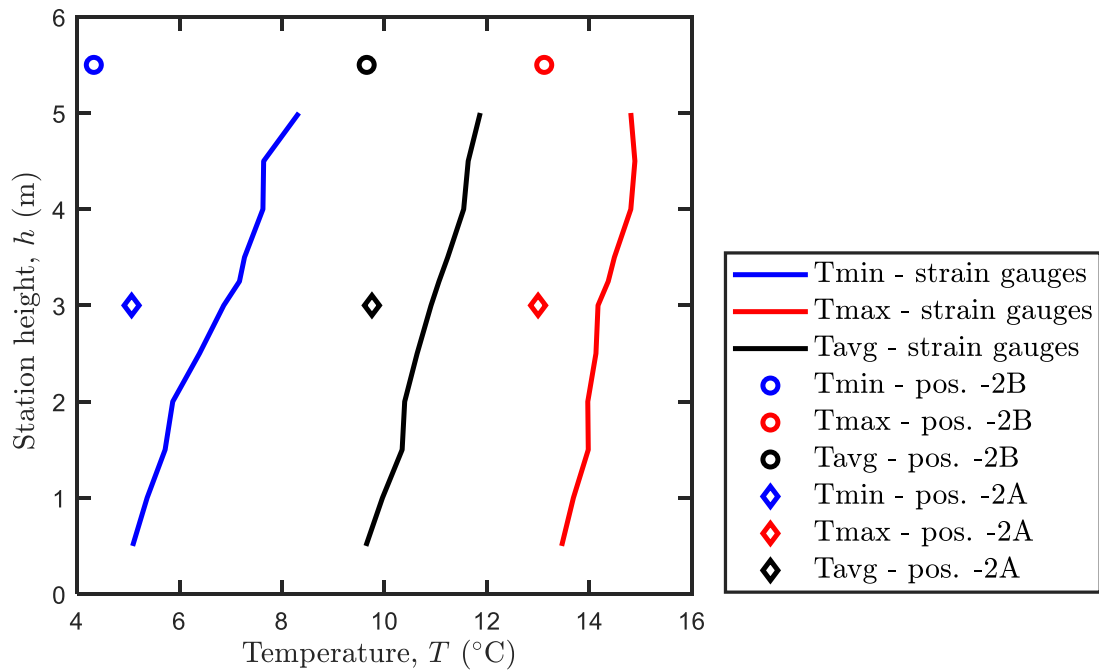 6
5
4
3
2
1
0
4
6
8
10
12
14
16
Station height, h (m)
Temperature, T (°C)
Tmin - strain gauges
Tmax - strain gauges
Tavg - strain gauges
Tmin - pos. -2B
Tmax - pos. -2B
Tavg - pos. -2B
Tmin - pos. -2A
Tmax - pos. -2A
Tavg - pos. -2A